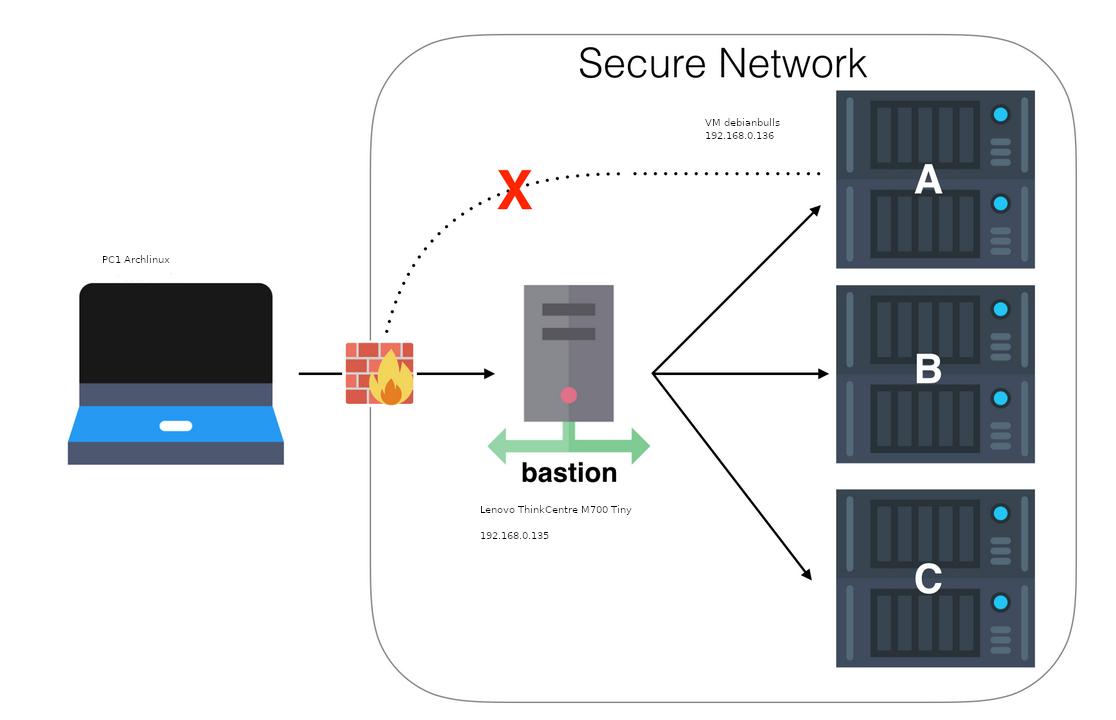 Secure Network
VM debianbulls
192.168.0.136
A
X
PC1 Archlinux
B
bastion
Lenovo ThinkCentre M700 Tiny
192.168.0.135
C